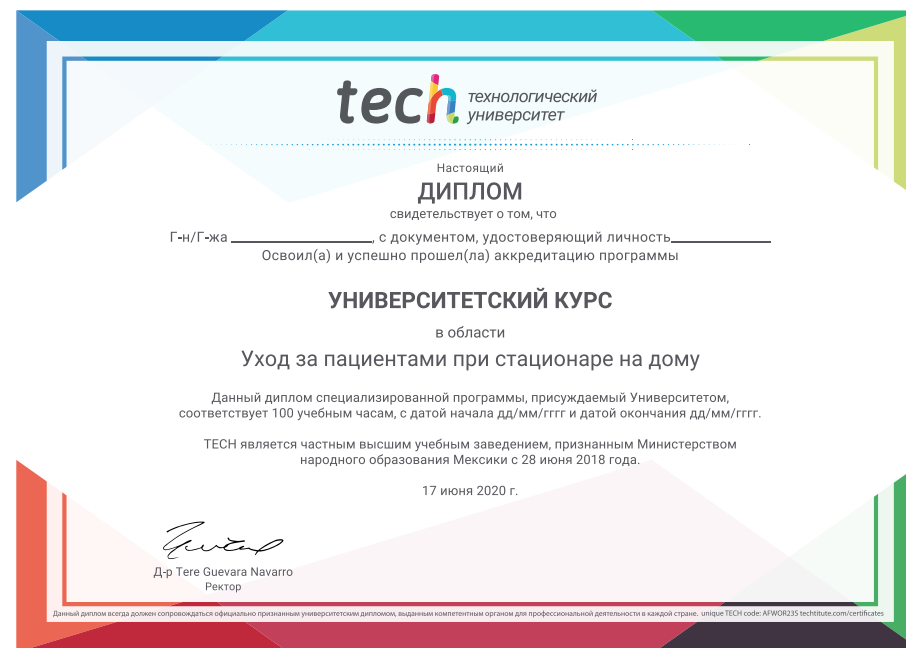 tech технологический
университет
Настоящий
ДИПЛОМ
свидетельствует о том, что
Г-н/Г-жа ____________________, с документом, удостоверяющий личность______________
Освоил(а) и успешно прошел(ла) аккредитацию программы
УНИВЕРСИТЕТСКИЙ КУРС
в области
Уход за пациентами при стационаре на дому
Данный диплом специализированной программы, присуждаемый Университетом,
соответствует 100 учебным часам, с датой начала дд/мм/гггг и датой окончания дд/мм/гггг.
TECH является частным высшим учебным заведением, признанным Министерством
народного образования Мексики с 28 июня 2018 года.
17 июня 2020 г.
Д-р Tere Guevara Navarro
Ректор
Данный диплом всегда должен сопровождаться официально признанным университетским дипломом, выданным компетентным органом для профессиональной деятельности в каждой стране. unique TECH code: AFWOR23S techtitute.com/certificates